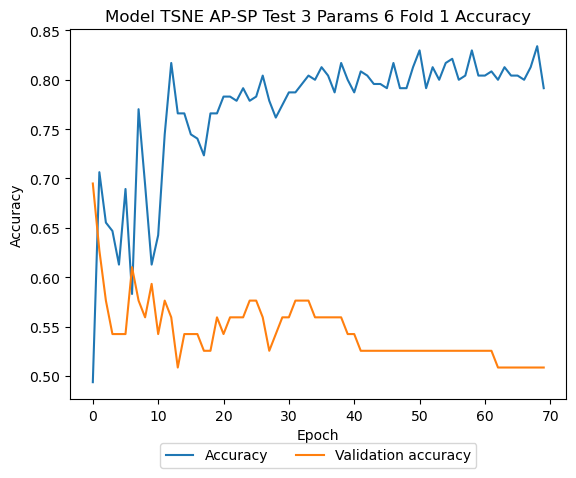 Model TSNE AP-SP Test 3 Params 6 Fold 1 Accuracy
0.85
0.80
0.75
0.70
0.65
0.60
0.55
0.50
Accuracy
0 10 20 30 40 50 60 70
Epoch
Accuracy Validation accuracy